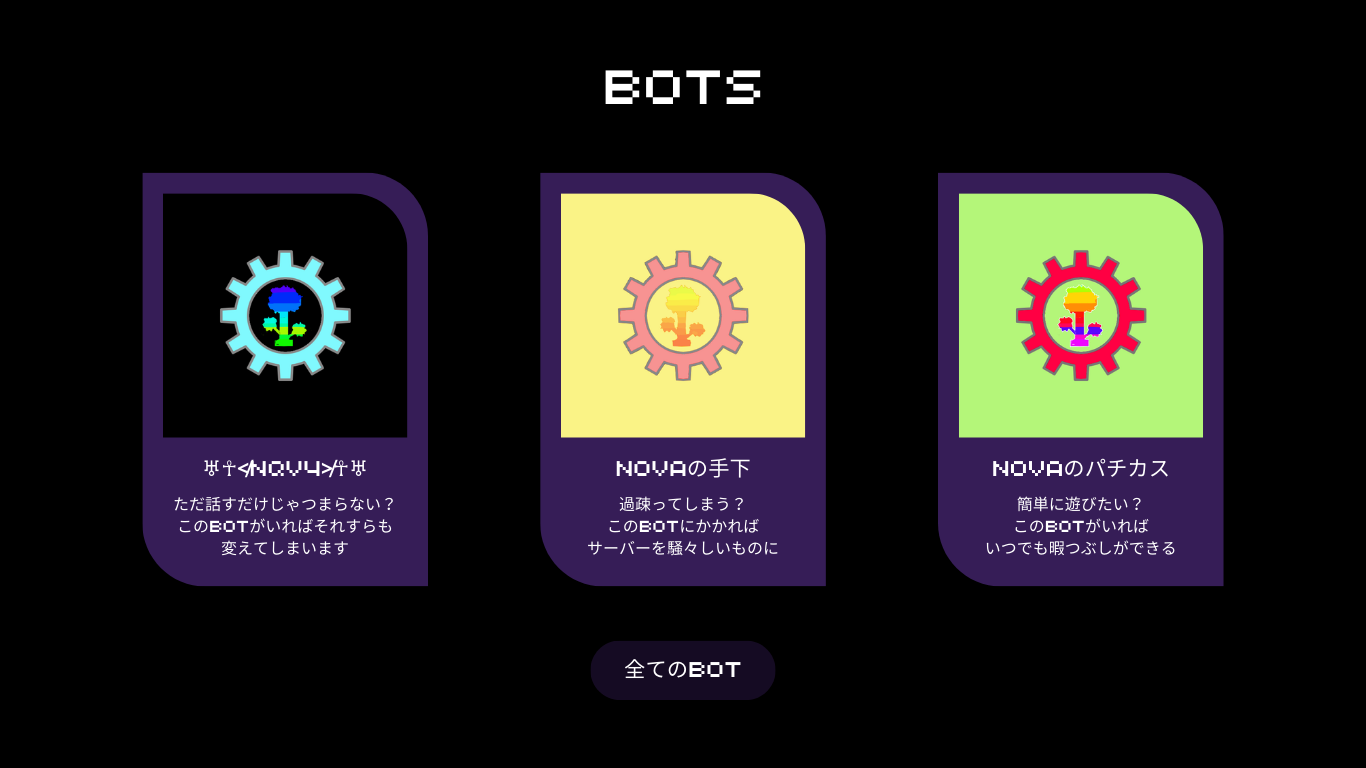 BOTS
♅☥</NOVA>/☥♅
ただ話すだけじゃつまらない？
このBOTがいればそれすらも
変えてしまいます
NOVAの手下
過疎ってしまう？
このBOTにかかれば
サーバーを騒々しいものに
NOVAのパチカス
簡単に遊びたい？
このBOTがいれば
いつでも暇つぶしができる
全てのBOT